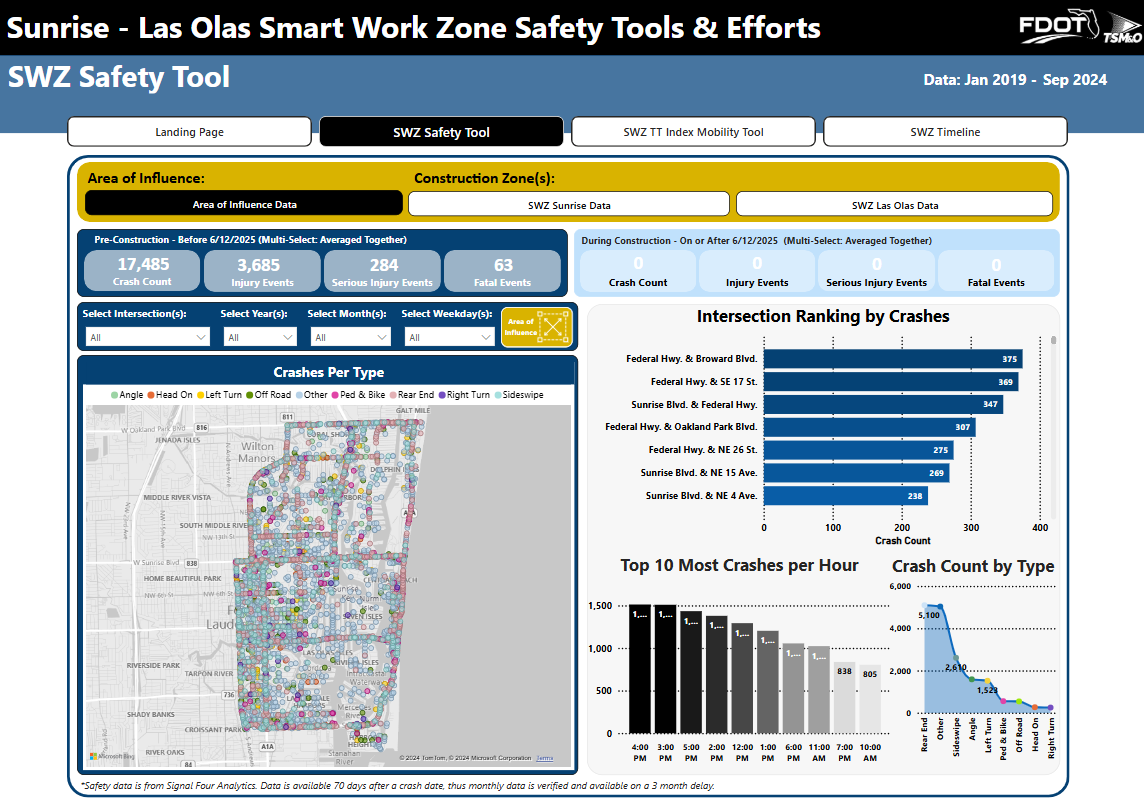 Sunrise - Las Olas Smart Work Zone Safety Tools & Efforts
FDOT TSM&O
SWZ Safety Tool
Data: Jan 2019 - Sep 2024
Landing Page
SWZ Safety Tool
SWZ TT Index Mobility Tool
SWZ Timeline
Area of Influence:
Construction Zone(s):
Area of Influence Data
SWZ Sunrise Data
SWZ Las Olas Data
Pre-Construction - Before 6/12/2025 (Multi-Select: Averaged Together)
17,485
Crash Count
3,685
Injury Events
284
Serious Injury Events
63
Fatal Events
During Construction - On or After 6/12/2025 (Multi-Select: Averaged Together)
0
Crash Count
0
Injury Events
0
Serious Injury Events
0
Fatal Events
Select Intersection(s):
All
Select Year(s):
All
Select Month(s):
All
Select Weekday(s):
All
Area of
Influence
Crashes Per Type
Angle Head On Left Turn Off Road Other Ped & Bike Rear End Right Turn Sideswipe
GALT MILE
811
W Oakland Park Blvd
816
JENADA ISLES
Wilton
Manors
MIDDLE RIVER VISTA
SOUTH MIDDLE RIVE
NW 13th St
W Sunrise Blvd
838
HOME BEAUTIFUL PARK
NW 6th St
RIVERSIDE PARK
TARPON RIVER
736
SHADY BANKS
CROISSANT PARK
A1A
RIVER OAKS
84
Stanahan
River
Microsoft Bing
© 2024 TomTom, © 2024 Microsoft Corporation Terms
Intersection Ranking by Crashes
Federal Hwy. & Broward Blvd. 375
Federal Hwy. & SE 17 St. 369
Sunrise Blvd. & Federal Hwy. 347
Federal Hwy. & Oakland Park Blvd. 307
Federal Hwy. & NE 26 St. 275
Sunrise Blvd. & NE 15 Ave. 269
Sunrise Blvd. & NE 4 Ave. 238
0 100 200 300 400
Crash Count
Top 10 Most Crashes per Hour
1,500
1,000
500
0
1,... 1,... 1,... 1,... 1,... 1,... 1,... 1,... 838 805
4:00 3:00 5:00 2:00 12:00 1:00 6:00 11:00 7:00 10:00
PM PM PM PM PM PM PM AM PM AM
Crash Count by Type
6,000
4,000
2,000
0
5,100
2,610
1,523
Rear End
Other
Sideswipe
Angle
Left Turn
Ped & Bike
Off Road
Head On
Right Turn
*Safety data is from Signal Four Analytics. Data is available 70 days after a crash date, thus monthly data is verified and available on a 3 month delay.